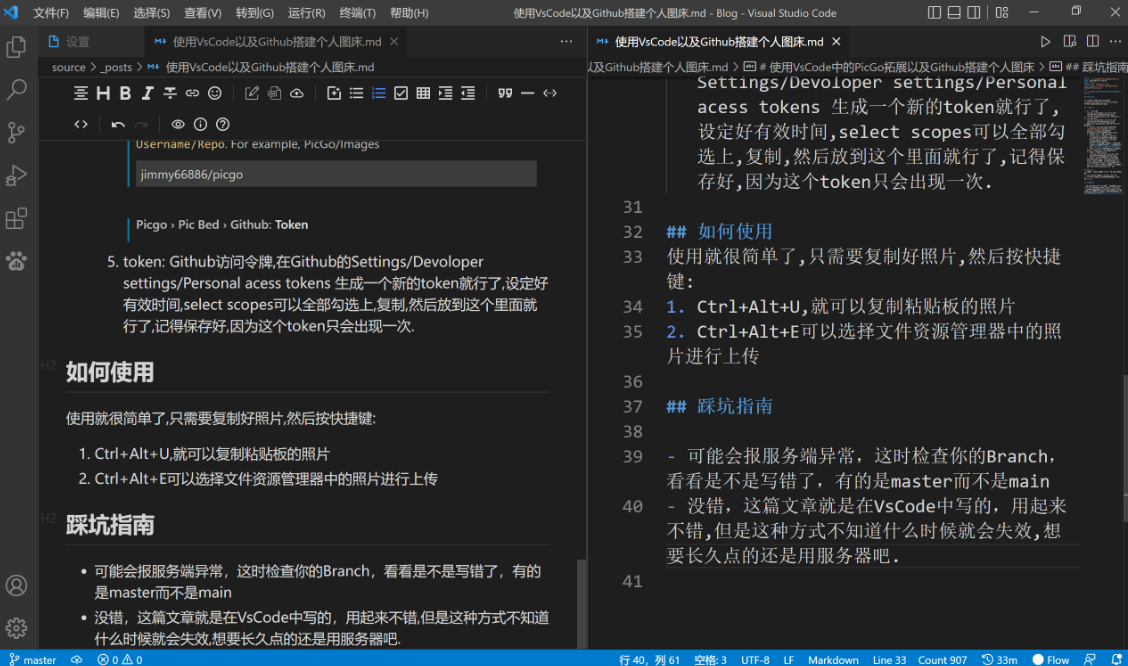 文件(F) 编辑(E) 选择(S) 查看(V) 转到(G) 运行(R) 终端(T) 帮助(H) 使用VsCode以及Github搭建个人图床.md - Blog - Visual Studio Code
设置 使用VsCode以及Github搭建个人图床.md
source > _posts > 使用VsCode以及Github搭建个人图床.md
Username/Repo. For example, PicGo/Images
jimmy66886/picgo
Picgo › Pic Bed › Github: Token
5. token: Github访问令牌,在Github的Settings/Devoloper
settings/Personal acess tokens 生成一个新的token就行了,设定好
有效时间,select scopes可以全部勾选上,复制,然后放到这个里面就
行了,记得保存好,因为这个token只会出现一次.
H2 如何使用
使用就很简单了,只需要复制好照片,然后按快捷键:
1. Ctrl+Alt+U,就可以复制粘贴板的照片
2. Ctrl+Alt+E可以选择文件资源管理器中的照片进行上传
H2 踩坑指南
• 可能会报服务端异常，这时检查你的Branch，看看是不是写错了，有的
是master而不是main
• 没错，这篇文章就是在VsCode中写的，用起来不错,但是这种方式不知道
什么时候就会失效,想要长久点的还是用服务器吧.
使用VsCode以及Github搭建个人图床.md
以及Github搭建个人图床.md > # 使用VsCode中的PicGo拓展以及Github搭建个人图床 > ## 踩坑指南
Settings/Devoloper settings/Personal
acess tokens 生成一个新的token就行了,
设定好有效时间,select scopes可以全部勾
选上,复制,然后放到这个里面就行了,记得保
存好,因为这个token只会出现一次.
31
32 ## 如何使用
33 使用就很简单了,只需要复制好照片,然后按快捷
键:
34 1. Ctrl+Alt+U,就可以复制粘贴板的照片
35 2. Ctrl+Alt+E可以选择文件资源管理器中的照
片进行上传
36
37 ## 踩坑指南
38
39 - 可能会报服务端异常，这时检查你的Branch，
看看是不是写错了，有的是master而不是main
40 - 没错，这篇文章就是在VsCode中写的，用起来
不错,但是这种方式不知道什么时候就会失效,想
要长久点的还是用服务器吧.
41
master 0 0 行 40，列 61 空格: 3 UTF-8 LF Markdown Line 33 Count 907 33m Flow